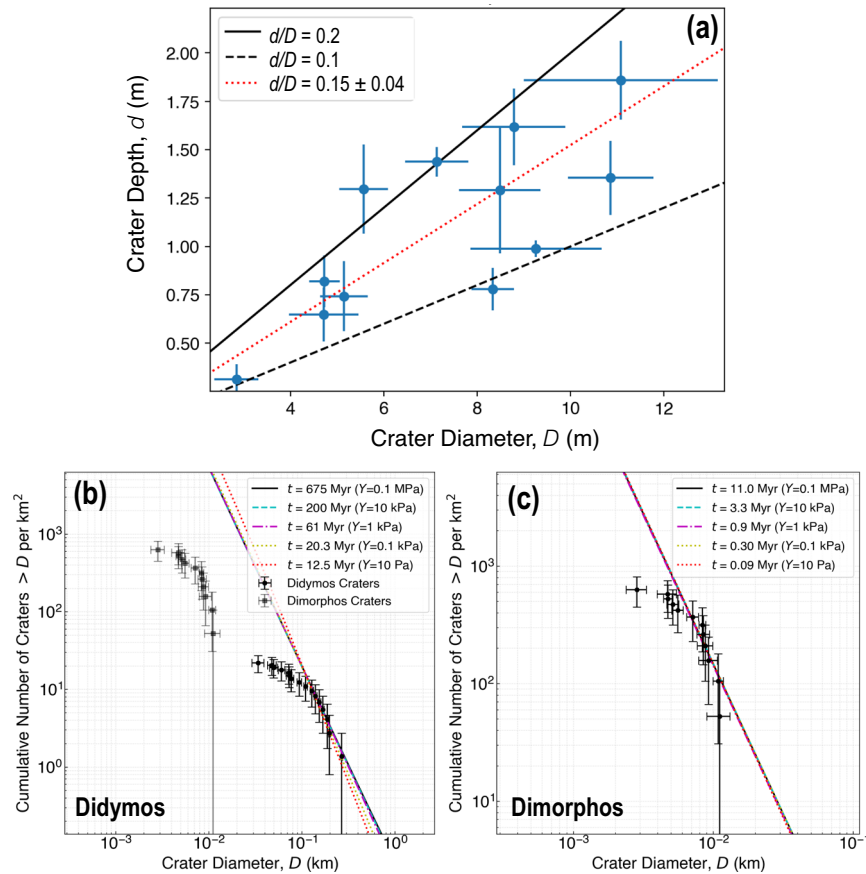 (a)
d/D = 0.2
d/D = 0.1
d/D = 0.15 ± 0.04
Crater Depth, d (m)
2.00
1.75
1.50
1.25
1.00
0.75
0.50
4
6
8
10
12
Crater Diameter, D (m)
(b)
t = 675 Myr (Y=0.1 MPa)
t = 200 Myr (Y=10 kPa)
t = 61 Myr (Y=1 kPa)
t = 20.3 Myr (Y=0.1 kPa)
t = 12.5 Myr (Y=10 Pa)
Didymos Craters
Dimorphos Craters
Cumulative Number of Craters > D per km²
10³
10²
10¹
10⁰
Didymos
10⁻³
10⁻²
10⁻¹
10⁰
Crater Diameter, D (km)
(c)
t = 11.0 Myr (Y=0.1 MPa)
t = 3.3 Myr (Y=10 kPa)
t = 0.9 Myr (Y=1 kPa)
t = 0.30 Myr (Y=0.1 kPa)
t = 0.09 Myr (Y=10 Pa)
Cumulative Number of Craters > D per km²
10³
10²
10¹
Dimorphos
10⁻³
10⁻²
10⁻¹
Crater Diameter, D (km)